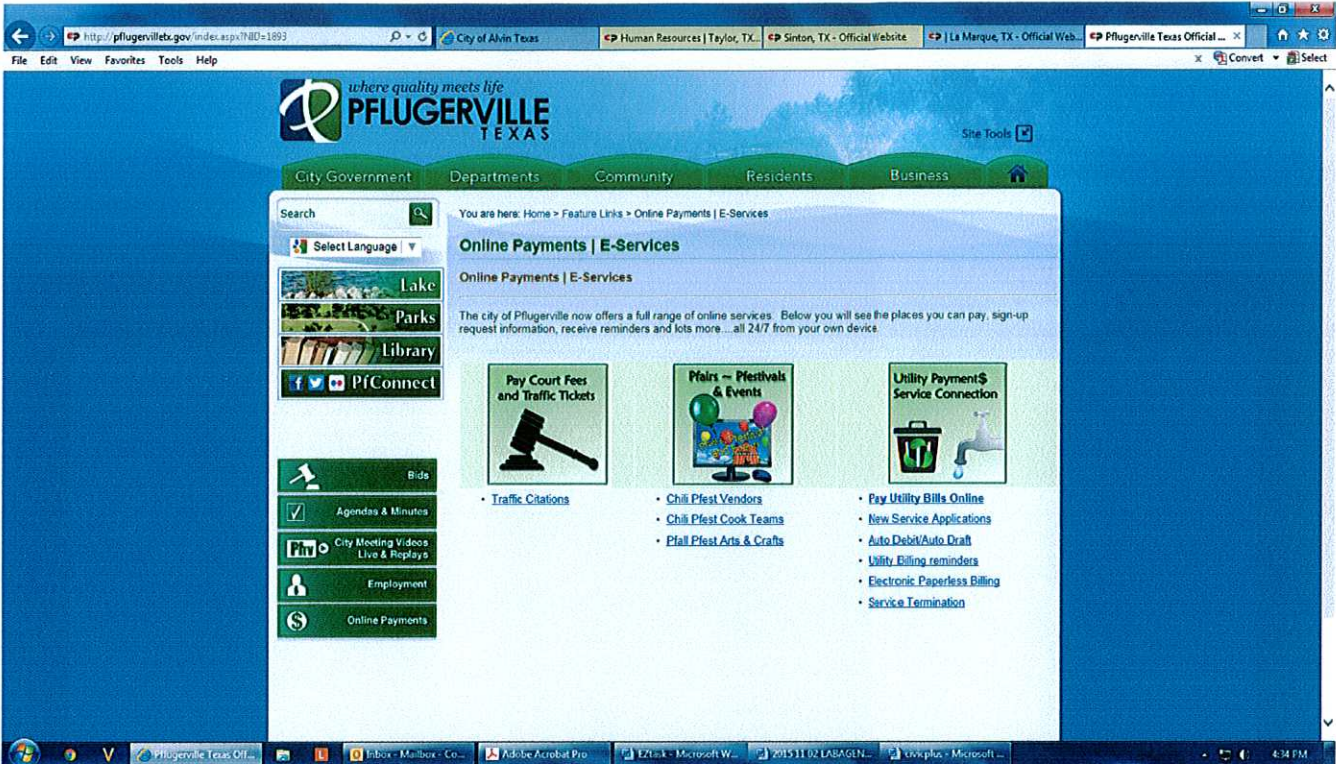 http://pflugervilletx.gov/index.aspx?NID=1893
City of Alvin Texas
Human Resources | Taylor, TX...
Sinton, TX - Official Website
| La Marque, TX - Official Web...
Pflugerville Texas Official ...
File Edit View Favorites Tools Help
x Convert Select
where quality meets life
PFLUGERVILLE
TEXAS
Site Tools
City Government Departments Community Residents Business
Search
Select Language
Lake
Parks
Library
PfConnect
Bids
Agendas & Minutes
City Meeting Videos
Live & Replays
Employment
Online Payments
You are here: Home > Feature Links > Online Payments | E-Services
Online Payments | E-Services
Online Payments | E-Services
The city of Pflugerville now offers a full range of online services. Below you will see the places you can pay, sign-up
request information, receive reminders and lots more....all 24/7 from your own device.
Pay Court Fees
and Traffic Tickets
• Traffic Citations
Pfairs ~ Pfestivals
& Events
• Chili Pfest Vendors
• Chili Pfest Cook Teams
• Pfall Pfest Arts & Crafts
Utility Payment$
Service Connection
• Pay Utility Bills Online
• New Service Applications
• Auto Debit/Auto Draft
• Utility Billing reminders
• Electronic Paperless Billing
• Service Termination
Pflugerville Texas Off...
Inbox - Mailbox - Co...
Adobe Acrobat Pro
EZtask - Microsoft W...
2015 11 02 LABAGEN...
civicplus - Microsoft ...
4:34 PM